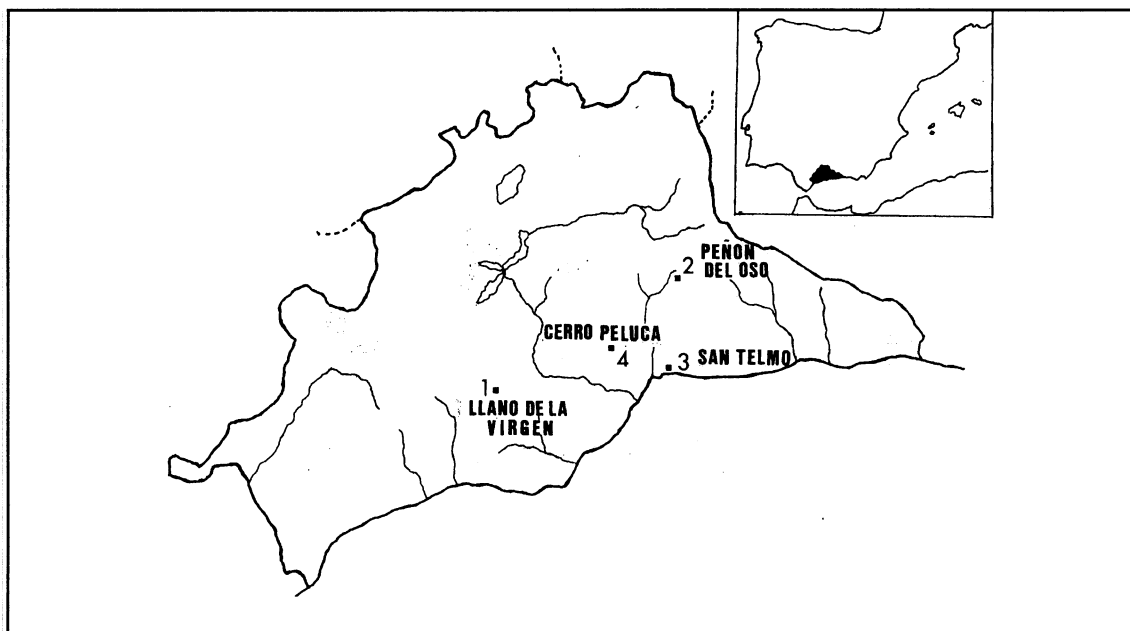 PEÑON
2 DEL OSO
CERRO PELUCA
4
3 SAN TELMO
1
LLANO DE LA
VIRGEN